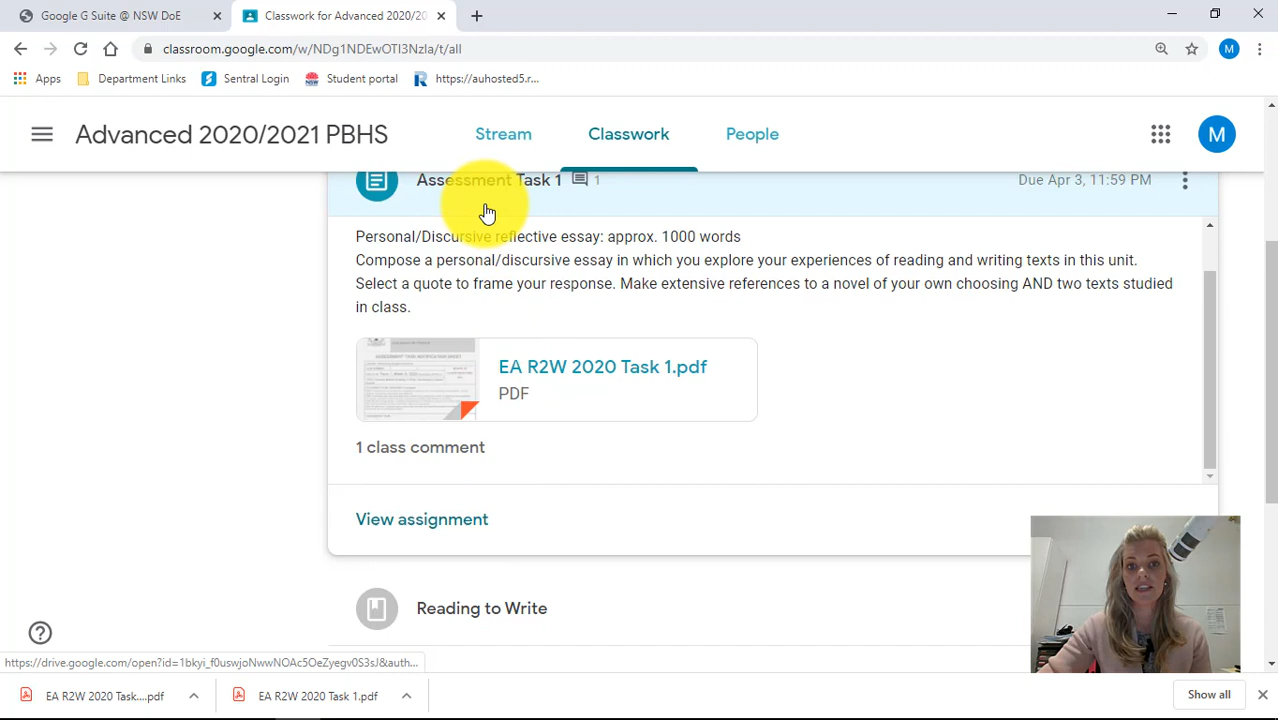 Google G Suite @ NSW DoE
Classwork for Advanced 2020/20
classroom.google.com/w/NDg1NDEwOTI3Nzla/t/all
M
Apps
Department Links
Sentral Login
Student portal
https://auhosted5.r...
Advanced 2020/2021 PBHS
Stream
Classwork
People
M
Assessment Task 1
1
Due Apr 3, 11:59 PM
Personal/Discursive reflective essay: approx. 1000 words
Compose a personal/discursive essay in which you explore your experiences of reading and writing texts in this unit.
Select a quote to frame your response. Make extensive references to a novel of your own choosing AND two texts studied
in class.
EA R2W 2020 Task 1.pdf
PDF
1 class comment
View assignment
Reading to Write
https://drive.google.com/open?id=1bkyi_f0uswjoNwwNOAc5OeZyegv0S3sJ&auth...
EA R2W 2020 Task....pdf
EA R2W 2020 Task 1.pdf
Show all